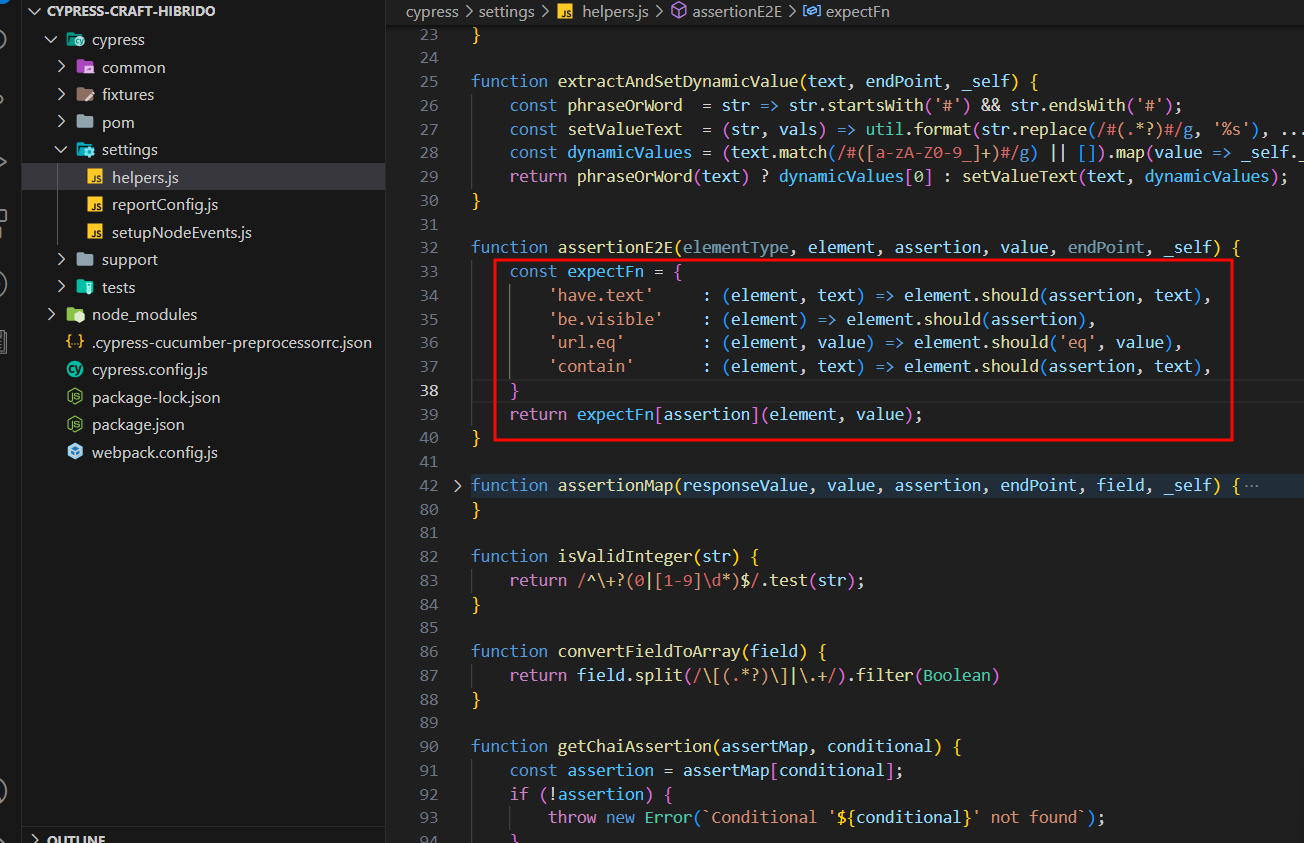 CYPRESS-CRAFT-HIBRIDO
cypress
common
fixtures
pom
settings
helpers.js
reportConfig.js
setupNodeEvents.js
support
tests
node_modules
.cypress-cucumber-preprocessorrc.json
cypress.config.js
package-lock.json
package.json
webpack.config.js
OUTLINE
cypress > settings > JS helpers.js > assertionE2E > expectFn
23 }
24
25 function extractAndSetDynamicValue(text, endPoint, _self) {
26 const phraseOrWord  = str => str.startsWith('#') && str.endsWith('#');
27 const setValueText  = (str, vals) => util.format(str.replace(/#(.*?)#/g, '%s'), ...
28 const dynamicValues = (text.match(/#([a-zA-Z0-9_]+)#/g) || []).map(value => _self._
29 return phraseOrWord(text) ? dynamicValues[0] : setValueText(text, dynamicValues);
30 }
31
32 function assertionE2E(elementType, element, assertion, value, endPoint, _self) {
33 const expectFn = {
34 'have.text'     : (element, text) => element.should(assertion, text),
35 'be.visible'    : (element) => element.should(assertion),
36 'url.eq'        : (element, value) => element.should('eq', value),
37 'contain'       : (element, text) => element.should(assertion, text),
38 }
39 return expectFn[assertion](element, value);
40 }
41
42 function assertionMap(responseValue, value, assertion, endPoint, field, _self) {···
80 }
81
82 function isValidInteger(str) {
83 return /^\+?(0|[1-9]\d*)$/.test(str);
84 }
85
86 function convertFieldToArray(field) {
87 return field.split(/\[(.*?)\]|\.+/).filter(Boolean)
88 }
89
90 function getChaiAssertion(assertMap, conditional) {
91 const assertion = assertMap[conditional];
92 if (!assertion) {
93 throw new Error(`Conditional '${conditional}' not found`);
94 }